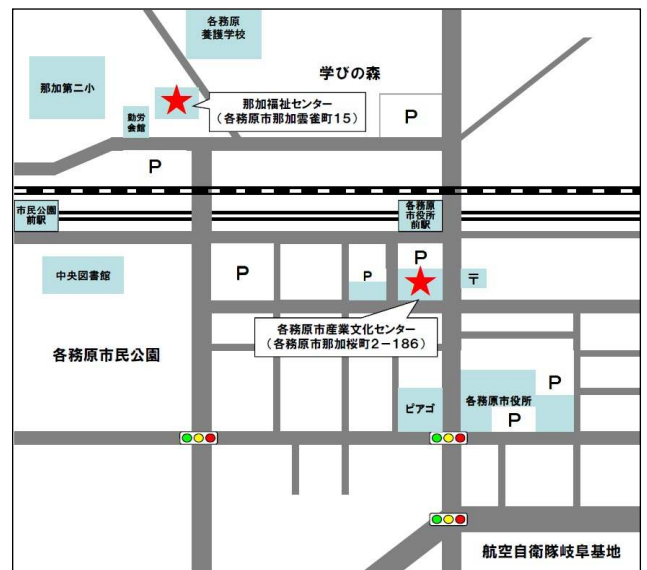 各務原
養護学校
学びの森
那加第二小
勤労
会館
那加福祉センター
(各務原市那加雲雀町15)
P
P
市民公園
前駅
各務原
市役所
前駅
中央図書館
P
P
P
〒
各務原市産業文化センター
(各務原市那加桜町2-186)
各務原市民公園
ピアゴ
各務原市役所
P
P
航空自衛隊岐阜基地